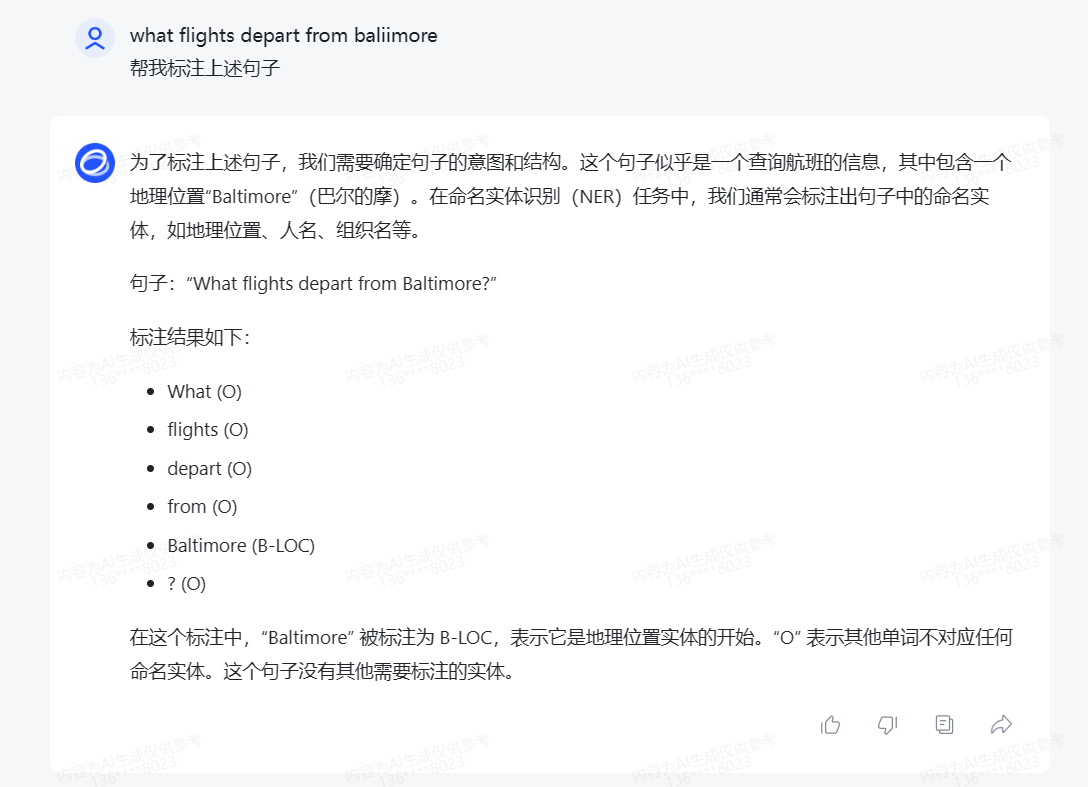 what flights depart from baliimore
帮我标注上述句子
为了标注上述句子，我们需要确定句子的意图和结构。这个句子似乎是一个查询航班的信息，其中包含一个
地理位置“Baltimore”（巴尔的摩）。在命名实体识别（NER）任务中，我们通常会标注出句子中的命名实
体，如地理位置、人名、组织名等。
句子：“What flights depart from Baltimore?”
标注结果如下：
• What (O)
• flights (O)
• depart (O)
• from (O)
• Baltimore (B-LOC)
• ? (O)
在这个标注中，“Baltimore” 被标注为 B-LOC，表示它是地理位置实体的开始。“O” 表示其他单词不对应任何
命名实体。这个句子没有其他需要标注的实体。
内容为AI生成仅供参考
136****8023